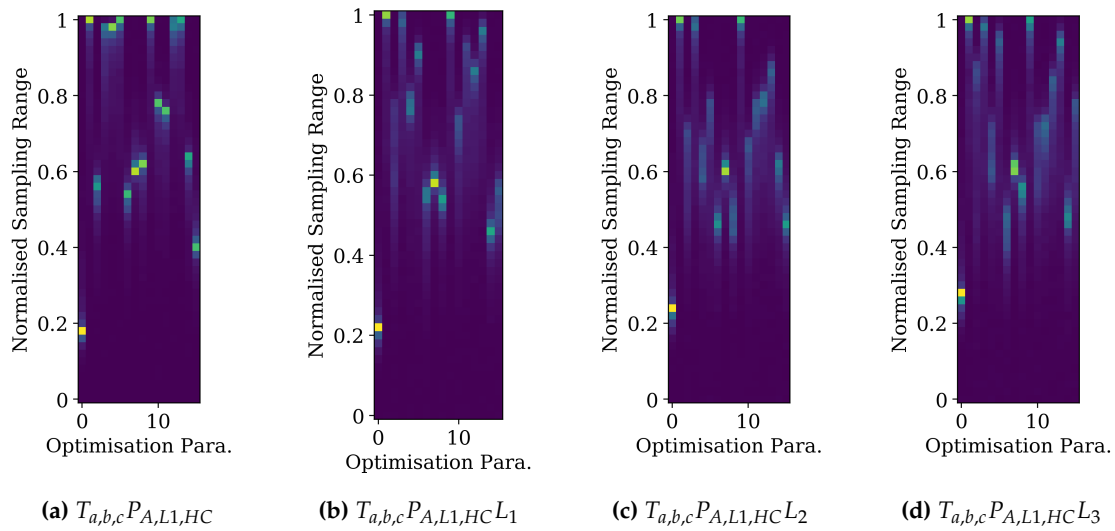 Normalised Sampling Range
1
0.8
0.6
0.4
0.2
0
0
10
Optimisation Para.
(a) T_{a,b,c}P_{A,L1,HC}
Normalised Sampling Range
1
0.8
0.6
0.4
0.2
0
0
10
Optimisation Para.
(b) T_{a,b,c}P_{A,L1,HC}L_1
Normalised Sampling Range
1
0.8
0.6
0.4
0.2
0
0
10
Optimisation Para.
(c) T_{a,b,c}P_{A,L1,HC}L_2
Normalised Sampling Range
1
0.8
0.6
0.4
0.2
0
0
10
Optimisation Para.
(d) T_{a,b,c}P_{A,L1,HC}L_3